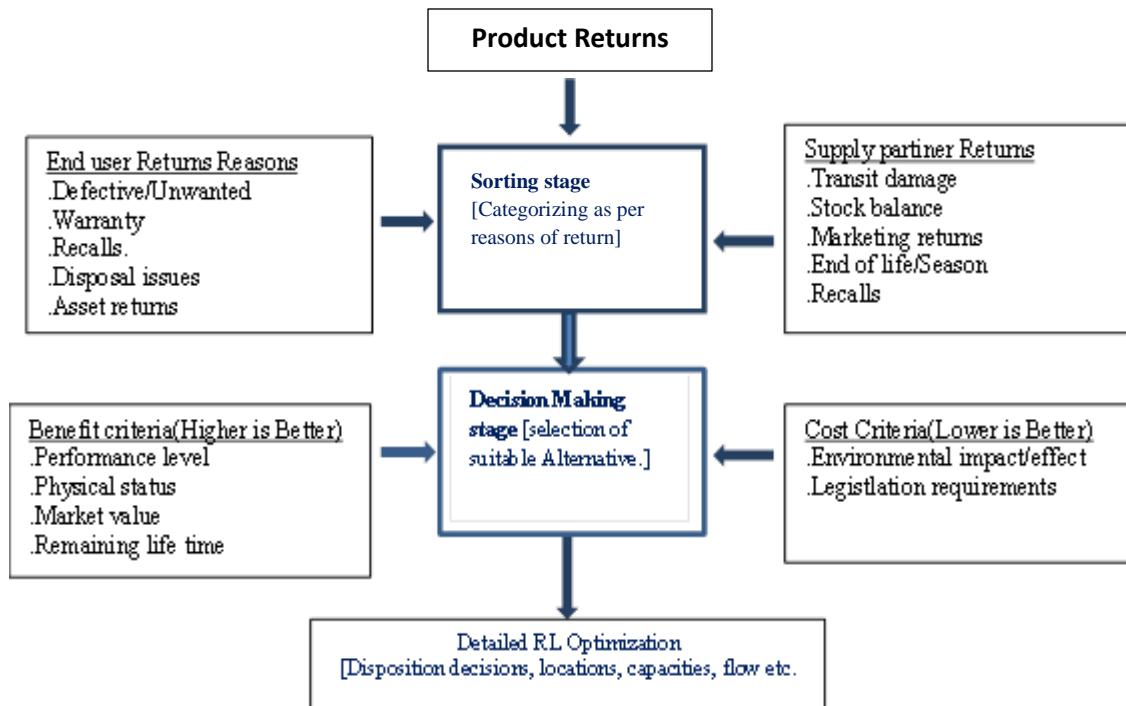 Product Returns
End user Returns Reasons
.Defective/Unwanted
.Warranty
.Recalls.
.Disposal issues
.Asset returns
Sorting stage
[Categorizing as per
reasons of return]
Supply partiner Returns
.Transit damage
.Stock balance
.Marketing returns
.End of life/Season
.Recalls
Benefit criteria(Higher is Better)
.Performance level
.Physical status
.Market value
.Remaining life time
Decision Making
stage [selection of
suitable Alternative.]
Cost Criteria(Lower is Better)
.Environmental impact/effect
.Legistlation requirements
Detailed RL Optimization
[Disposition decisions, locations, capacities, flow etc.